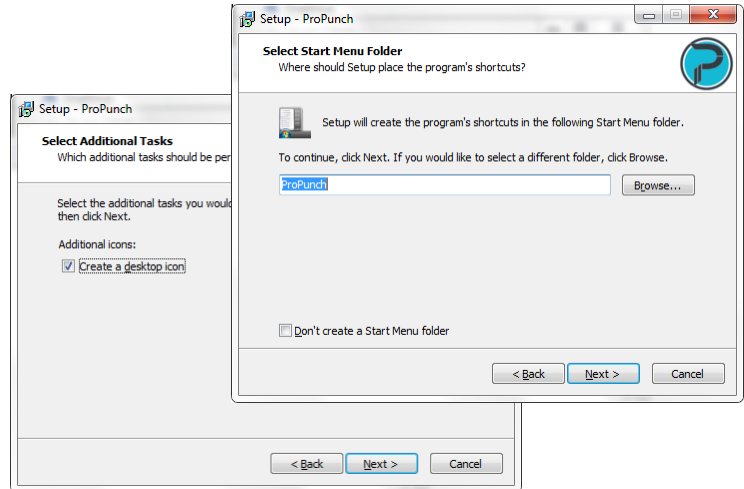 Setup - ProPunch
Select Start Menu Folder
Where should Setup place the program's shortcuts?
Setup will create the program's shortcuts in the following Start Menu folder.
To continue, click Next. If you would like to select a different folder, click Browse.
ProPunch
Browse...
Don't create a Start Menu folder
< Back
Next >
Cancel
Setup - ProPunch
Select Additional Tasks
Which additional tasks should be per
Select the additional tasks you would
then click Next.
Additional icons:
Create a desktop icon
< Back
Next >
Cancel